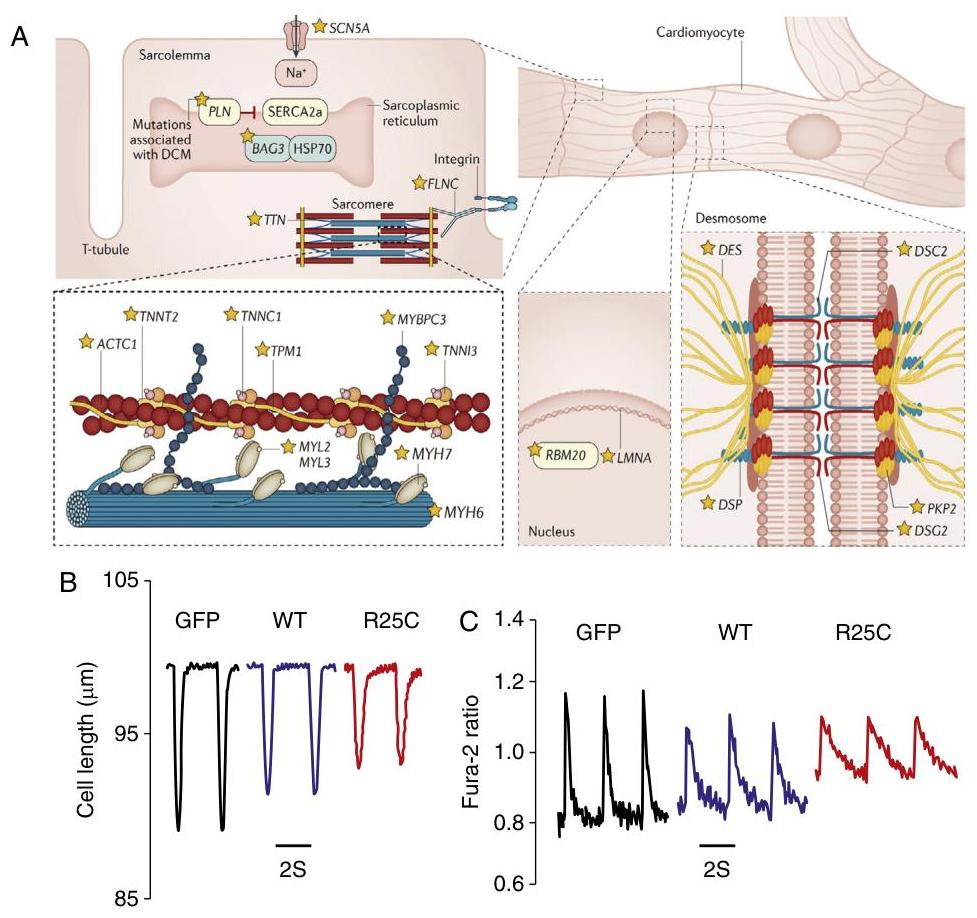 A
SCN5A
Sarcolemma
Na+
PLN
SERCA2a
Mutations
associated
with DCM
Sarcoplasmic
reticulum
BAG3
HSP70
Integrin
FLNC
Sarcomere
TTN
T-tubule
Cardiomyocyte
TNNT2
TNNC1
MYBPC3
ACTC1
TPM1
TNNI3
MYL2
MYL3
MYH7
MYH6
RBM20
LMNA
Nucleus
Desmosome
DES
DSC2
DSP
PKP2
DSG2
B
105
95
85
Cell length (µm)
GFP
WT
R25C
2S
C
1.4
1.2
1.0
0.8
0.6
Fura-2 ratio
GFP
WT
R25C
2S